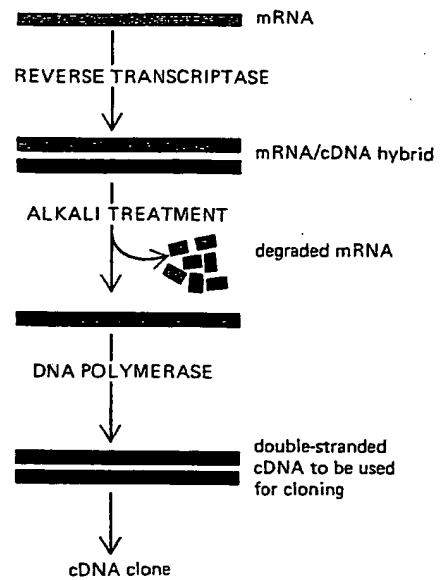 mRNA
REVERSE TRANSCRIPTASE
mRNA/cDNA hybrid
ALKALI TREATMENT
degraded mRNA
DNA POLYMERASE
double-stranded
cDNA to be used
for cloning
cDNA clone